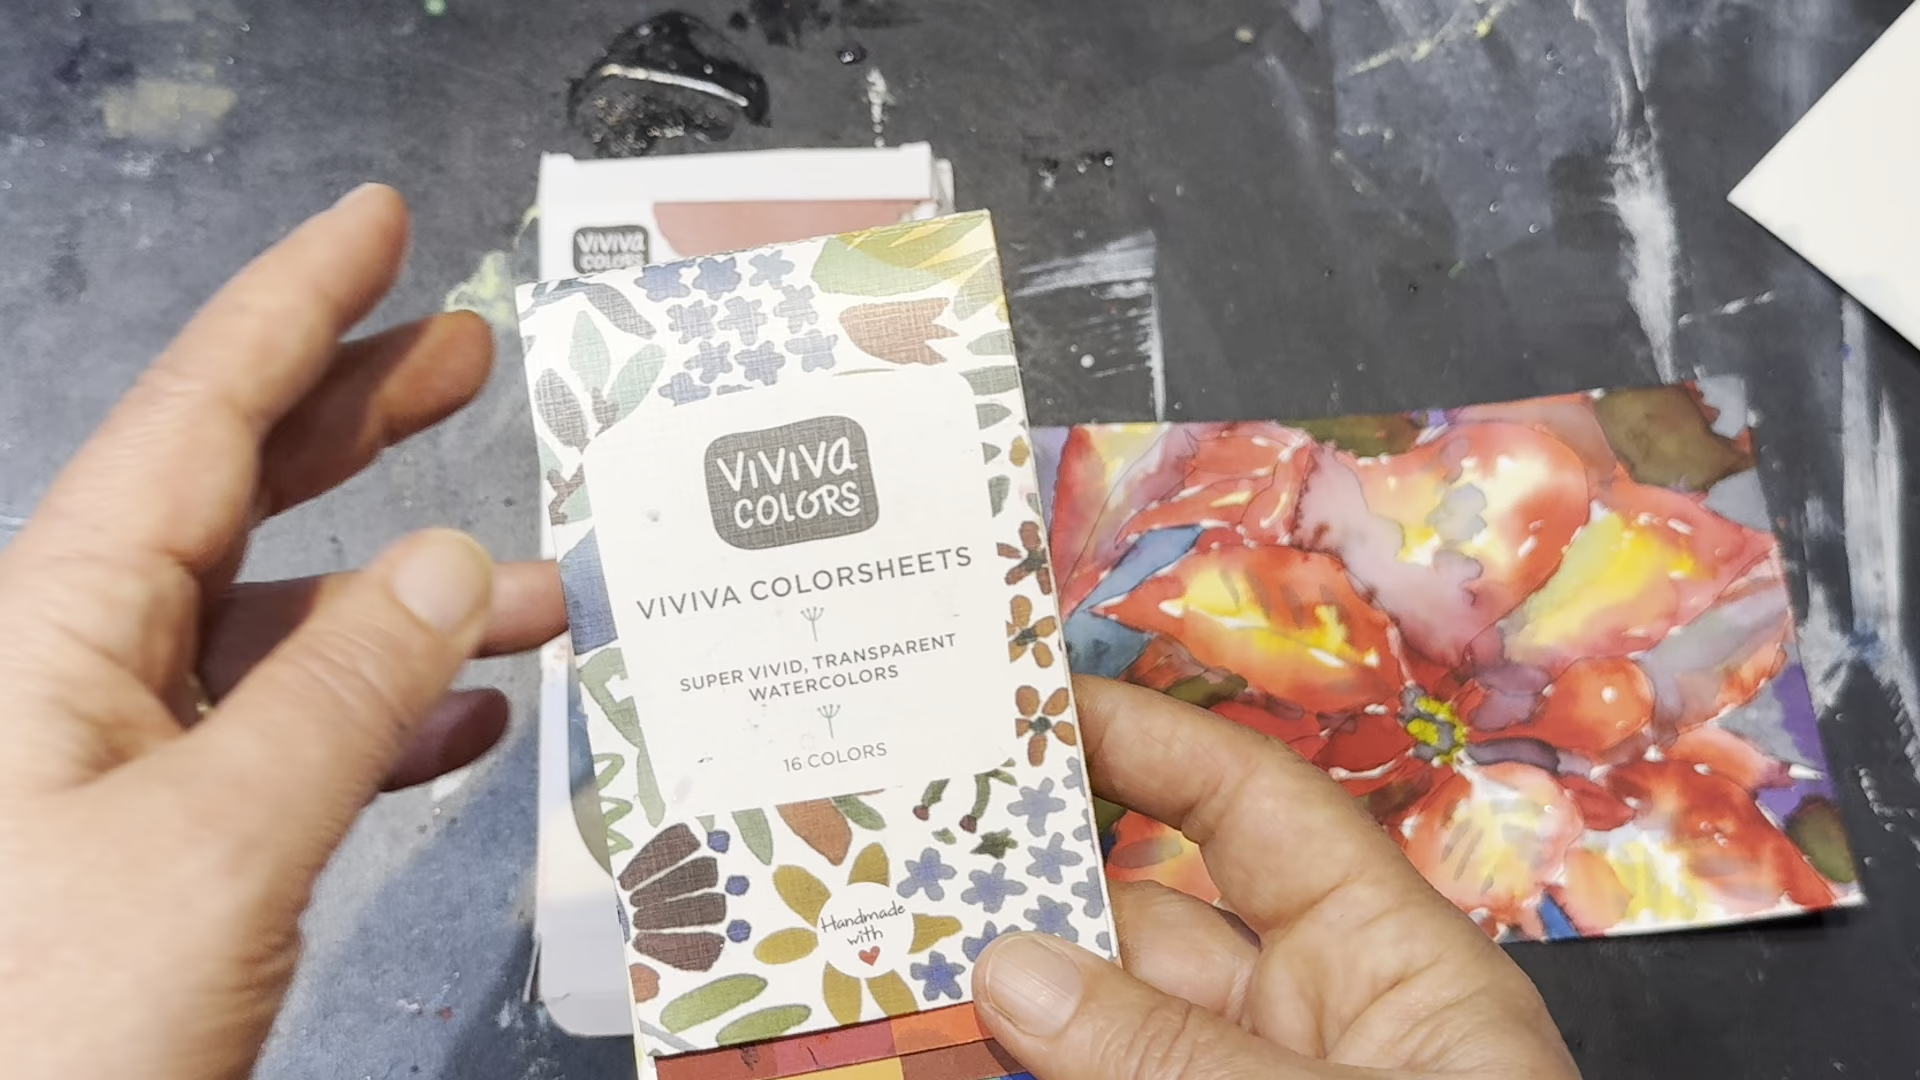 VIVIVA
COLORS
VIVIVA
COLORS
VIVIVA COLORSHEETS
SUPER VIVID, TRANSPARENT
WATERCOLORS
16 COLORS
Handmade
with